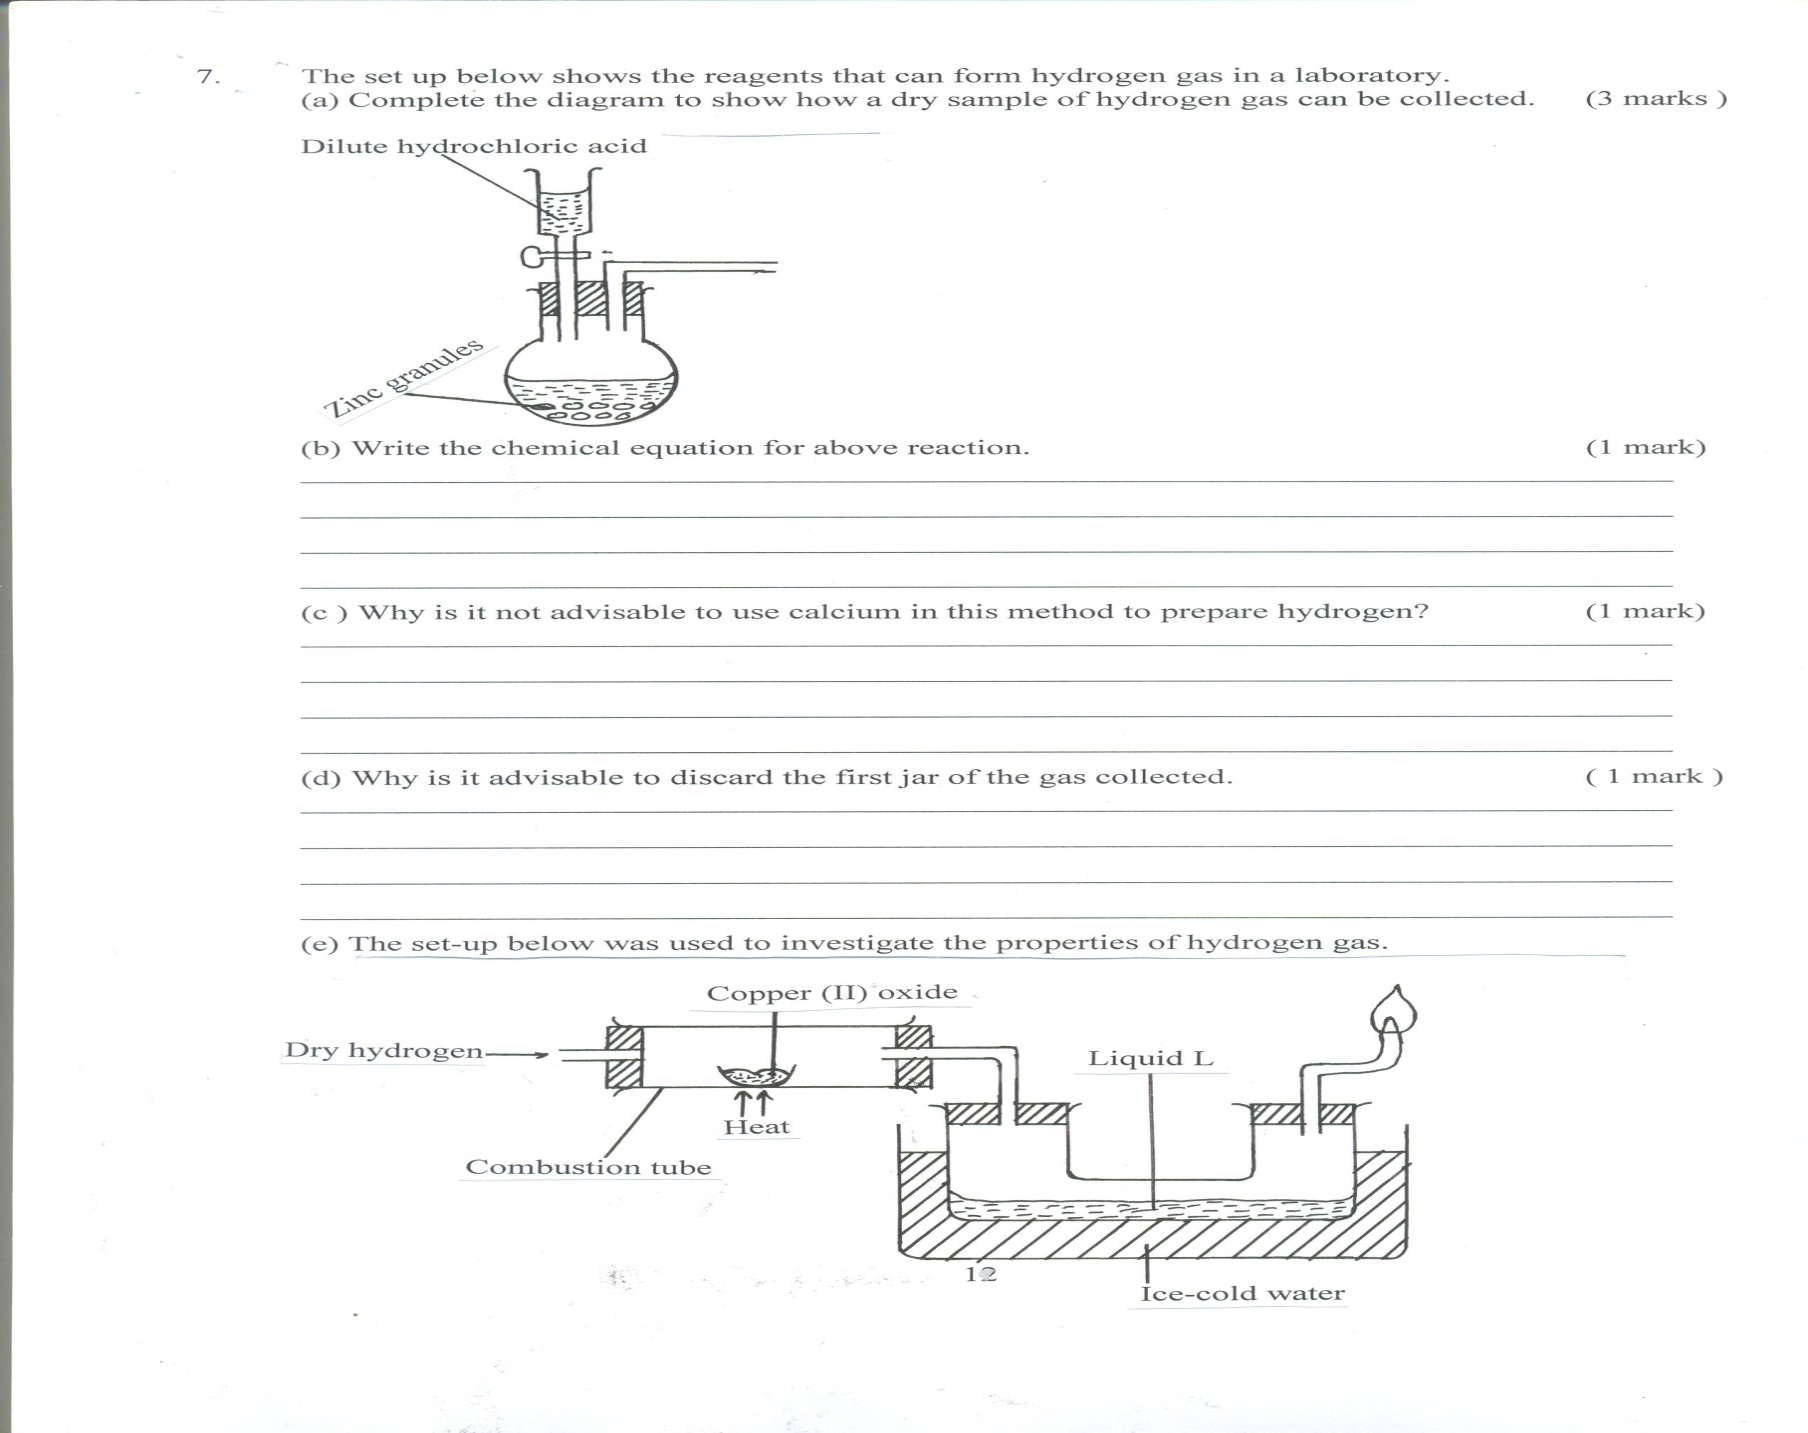 7. The set up below shows the reagents that can form hydrogen gas in a laboratory.
(a) Complete the diagram to show how a dry sample of hydrogen gas can be collected. (3 marks )
Dilute hydrochloric acid
Zinc granules
(b) Write the chemical equation for above reaction. (1 mark)
(c ) Why is it not advisable to use calcium in this method to prepare hydrogen? (1 mark)
(d) Why is it advisable to discard the first jar of the gas collected. ( 1 mark )
(e) The set-up below was used to investigate the properties of hydrogen gas.
Copper (II) oxide
Dry hydrogen
Liquid L
Heat
Combustion tube
12
Ice-cold water